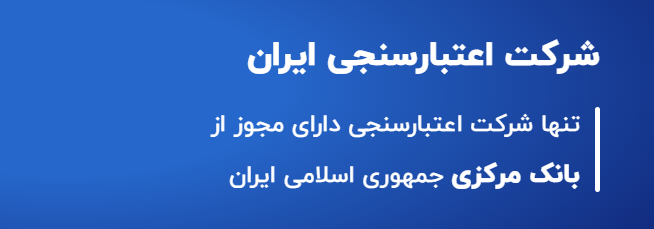 شرکت اعتبارسنجی ایران
تنها شرکت اعتبارسنجی دارای مجوز از
بانک مرکزی جمهوری اسلامی ایران